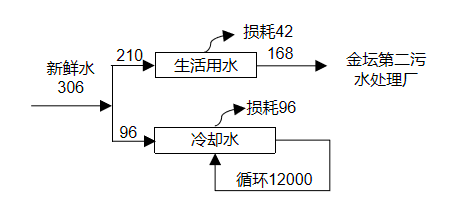 损耗42
新鲜水
306
210
生活用水
168
金坛第二污
水处理厂
损耗96
96
冷却水
循环12000